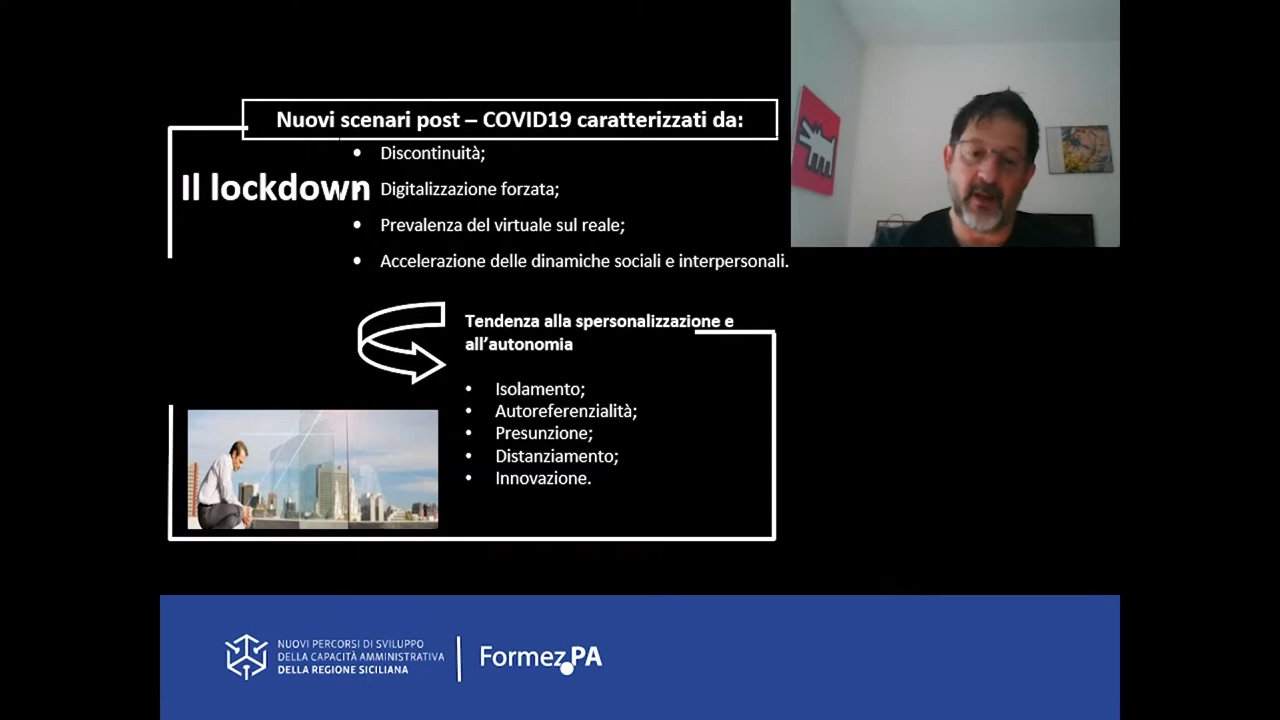 Nuovi scenari post – COVID19 caratterizzati da:
Il lockdown
• Discontinuità;
• Digitalizzazione forzata;
• Prevalenza del virtuale sul reale;
• Accelerazione delle dinamiche sociali e interpersonali.
Tendenza alla spersonalizzazione e
all’autonomia
• Isolamento;
• Autoreferenzialità;
• Presunzione;
• Distanziamento;
• Innovazione.
NUOVI PERCORSI DI SVILUPPO
DELLA CAPACITÀ AMMINISTRATIVA
DELLA REGIONE SICILIANA
Formez PA